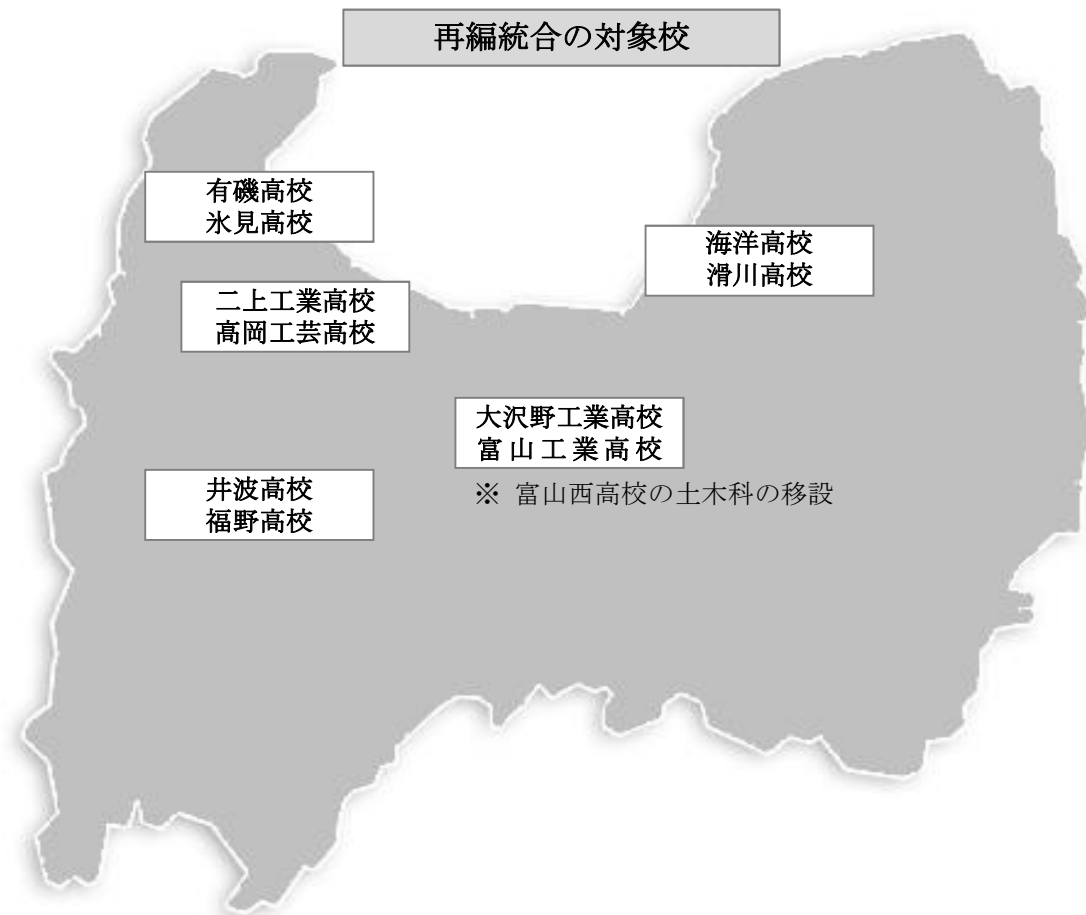 再編統合の対象校
有磯高校
氷見高校
海洋高校
滑川高校
二上工業高校
高岡工芸高校
大沢野工業高校
富山工業高校
※ 富山西高校の土木科の移設
井波高校
福野高校